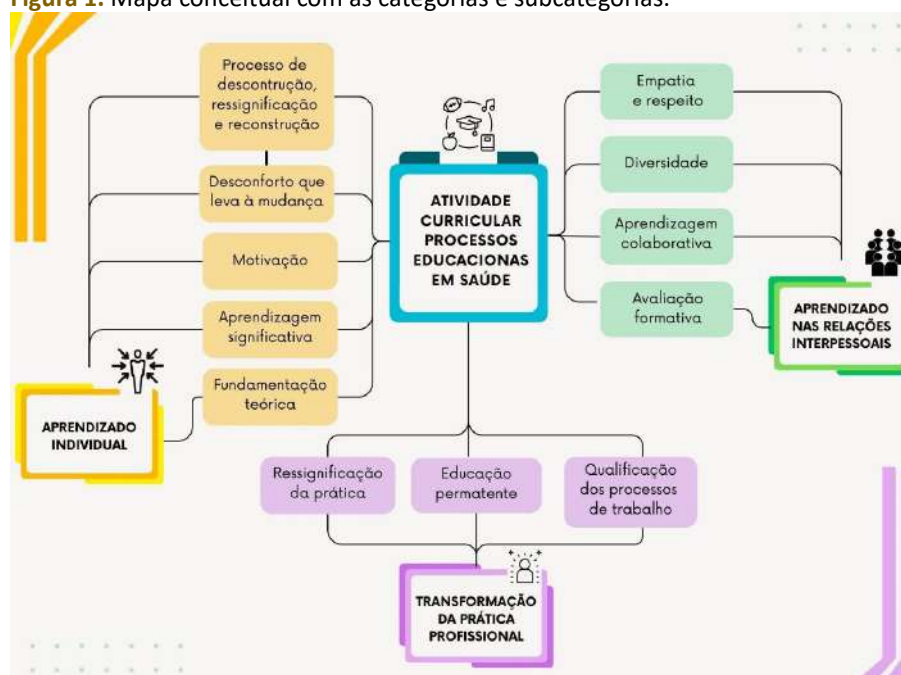 Figura 1. Mapa conceitual com as categorias e subcategorias.
Processo de
descontrução,
ressignificação
e reconstrução
Desconforto que
leva à mudança
Motivação
Aprendizagem
significativa
Fundamentação
teórica
APRENDIZADO
INDIVIDUAL
ATIVIDADE
CURRICULAR
PROCESSOS
EDUCACIONAS
EM SAÚDE
Empatia
e respeito
Diversidade
Aprendizagem
colaborativa
Avaliação
formativa
APRENDIZADO
NAS RELAÇÕES
INTERPESSOAIS
Ressignificação
da prática
Educação
permatente
Qualificação
dos processos
de trabalho
TRANSFORMAÇÃO
DA PRÁTICA
PROFISSIONAL